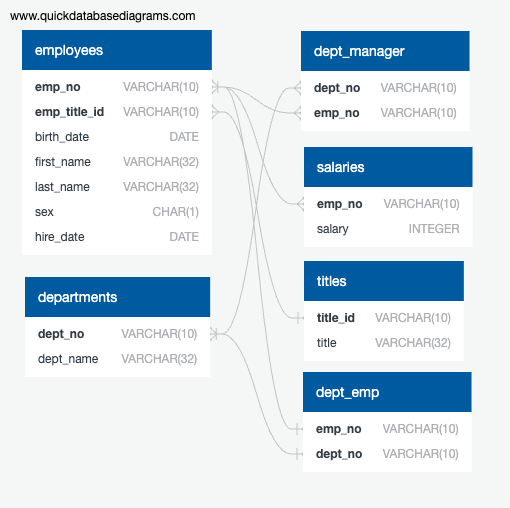 www.quickdatabasediagrams.com
employees
emp_no VARCHAR(10)
emp_title_id VARCHAR(10)
birth_date DATE
first_name VARCHAR(32)
last_name VARCHAR(32)
sex CHAR(1)
hire_date DATE
departments
dept_no VARCHAR(10)
dept_name VARCHAR(32)
dept_manager
dept_no VARCHAR(10)
emp_no VARCHAR(10)
salaries
emp_no VARCHAR(10)
salary INTEGER
titles
title_id VARCHAR(10)
title VARCHAR(32)
dept_emp
emp_no VARCHAR(10)
dept_no VARCHAR(10)